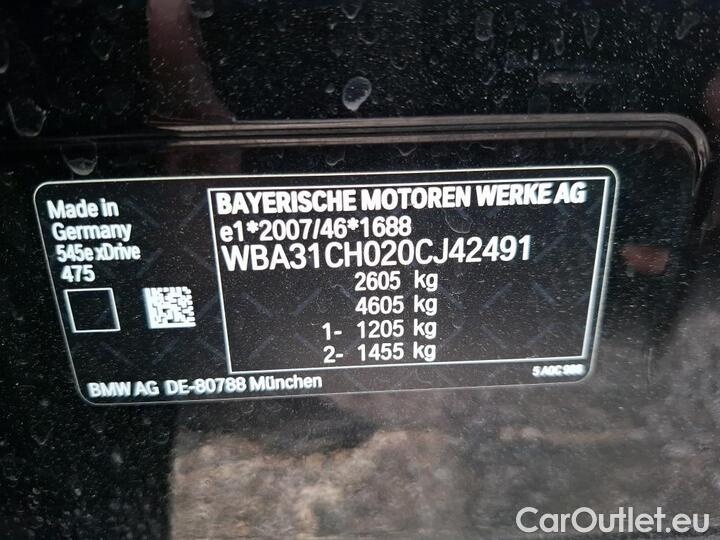 Made in
Germany
545e xDrive
475
BAYERISCHE MOTOREN WERKE AG
e1*2007/46*1688
WBA31CH020CJ42491
2605 kg
4605 kg
1- 1205 kg
2- 1455 kg
BMW AG DE-80788 München
CarOutlet.eu